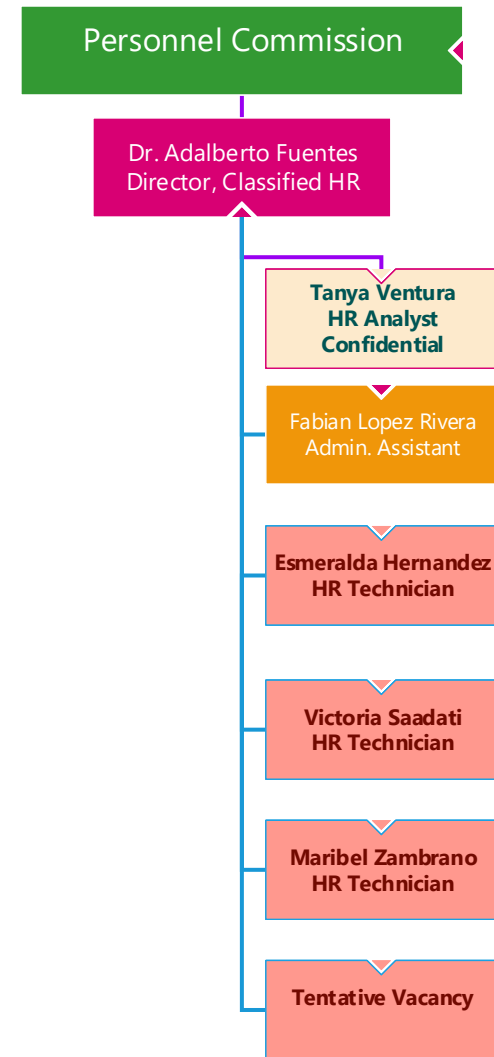 Personnel Commission
Dr. Adalberto Fuentes
Director, Classified HR
Tanya Ventura
HR Analyst
Confidential
Fabian Lopez Rivera
Admin. Assistant
Esmeralda Hernandez
HR Technician
Victoria Saadati
HR Technician
Maribel Zambrano
HR Technician
Tentative Vacancy